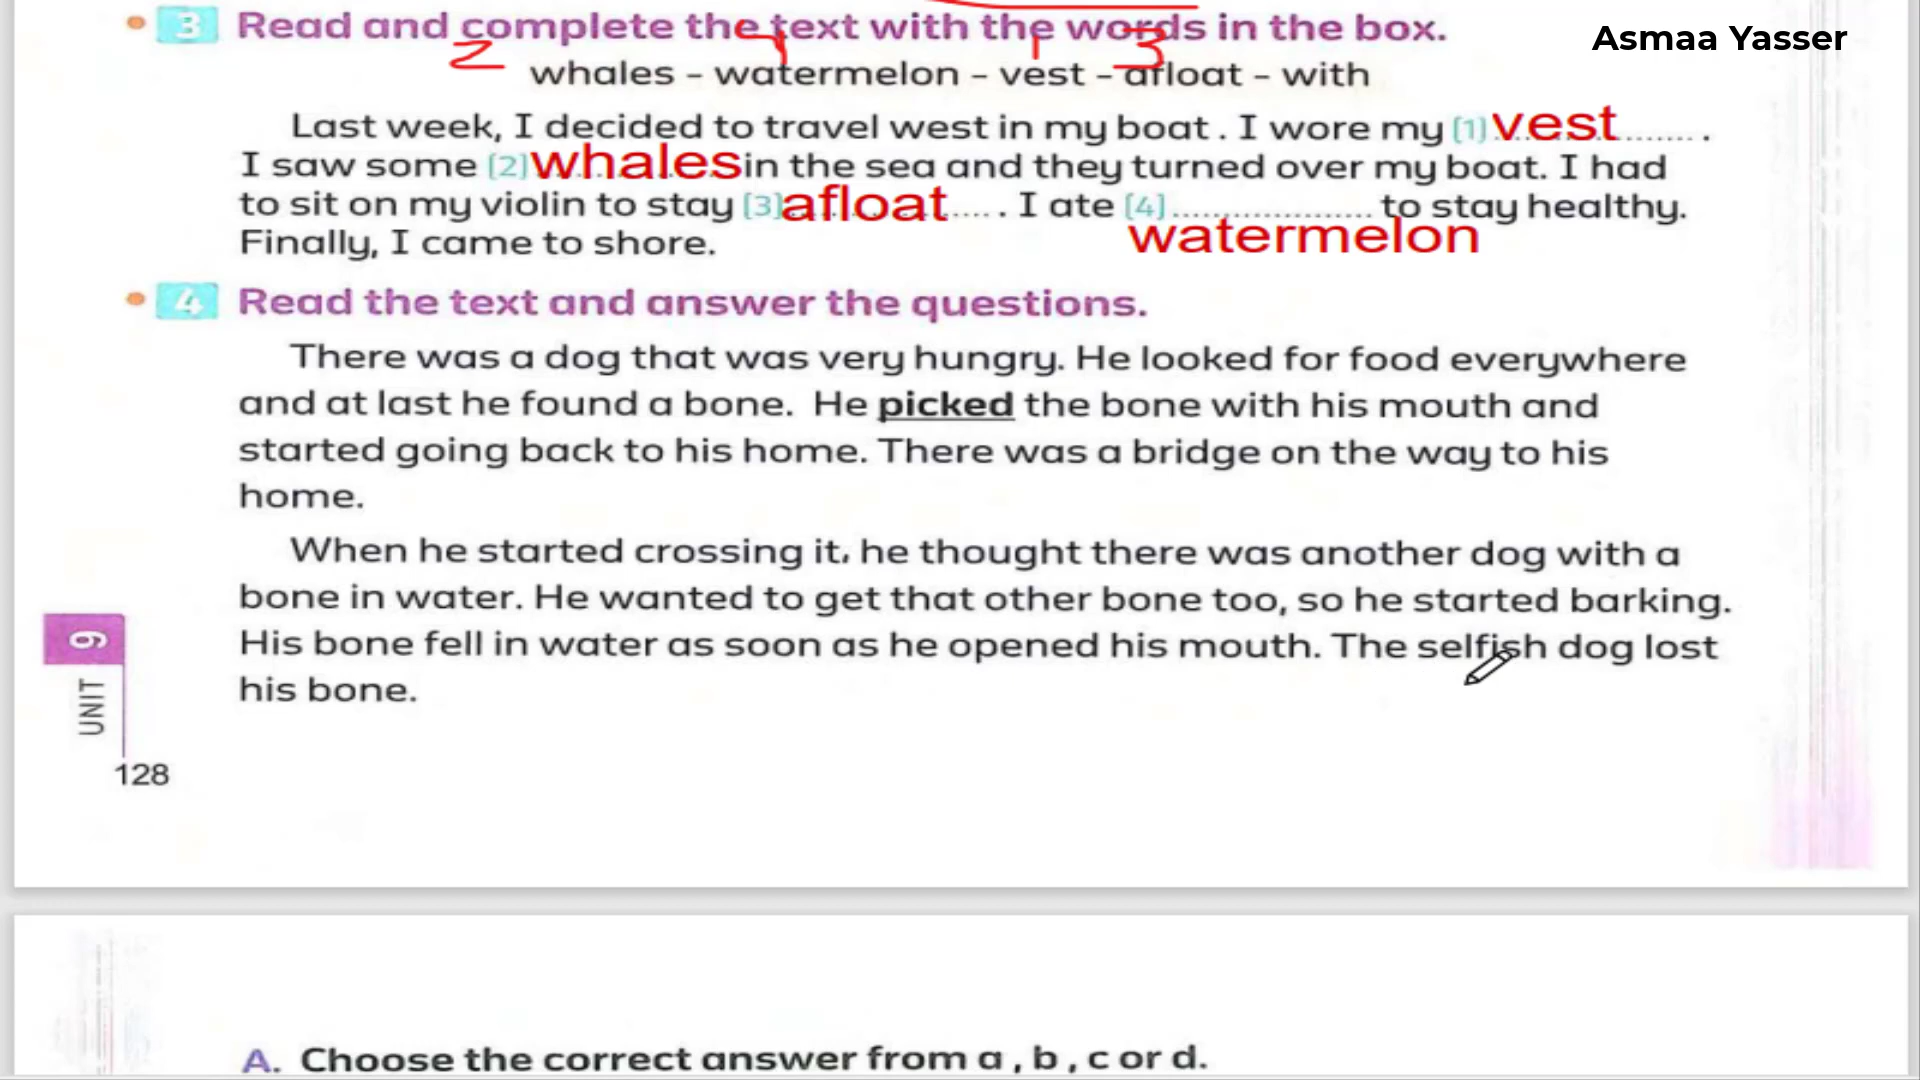 3 Read and complete the text with the words in the box.
Asmaa Yasser
2 4 1 3
whales - watermelon - vest - afloat - with
Last week, I decided to travel west in my boat . I wore my [1] vest .
I saw some [2] whales in the sea and they turned over my boat. I had
to sit on my violin to stay [3] afloat . I ate [4] .................... to stay healthy.
watermelon
Finally, I came to shore.
4 Read the text and answer the questions.
There was a dog that was very hungry. He looked for food everywhere
and at last he found a bone. He picked the bone with his mouth and
started going back to his home. There was a bridge on the way to his
home.
When he started crossing it, he thought there was another dog with a
bone in water. He wanted to get that other bone too, so he started barking.
His bone fell in water as soon as he opened his mouth. The selfish dog lost
his bone.
UNIT 9
128
A. Choose the correct answer from a , b , c or d.